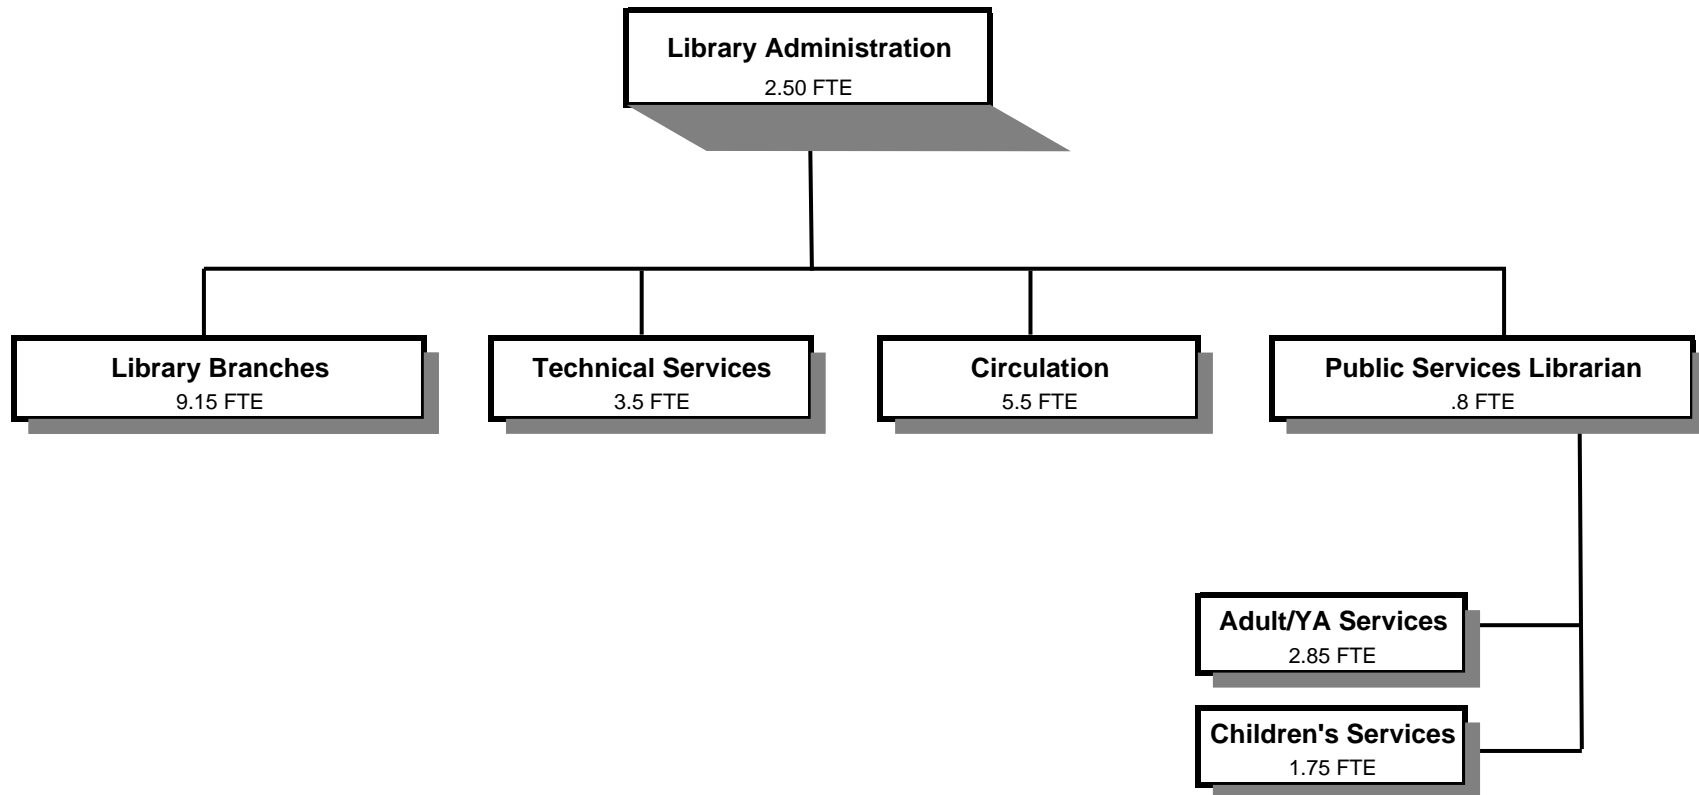 Library Administration
2.50 FTE
Library Branches
9.15 FTE
Technical Services
3.5 FTE
Circulation
5.5 FTE
Public Services Librarian
.8 FTE
Adult/YA Services
2.85 FTE
Children's Services
1.75 FTE